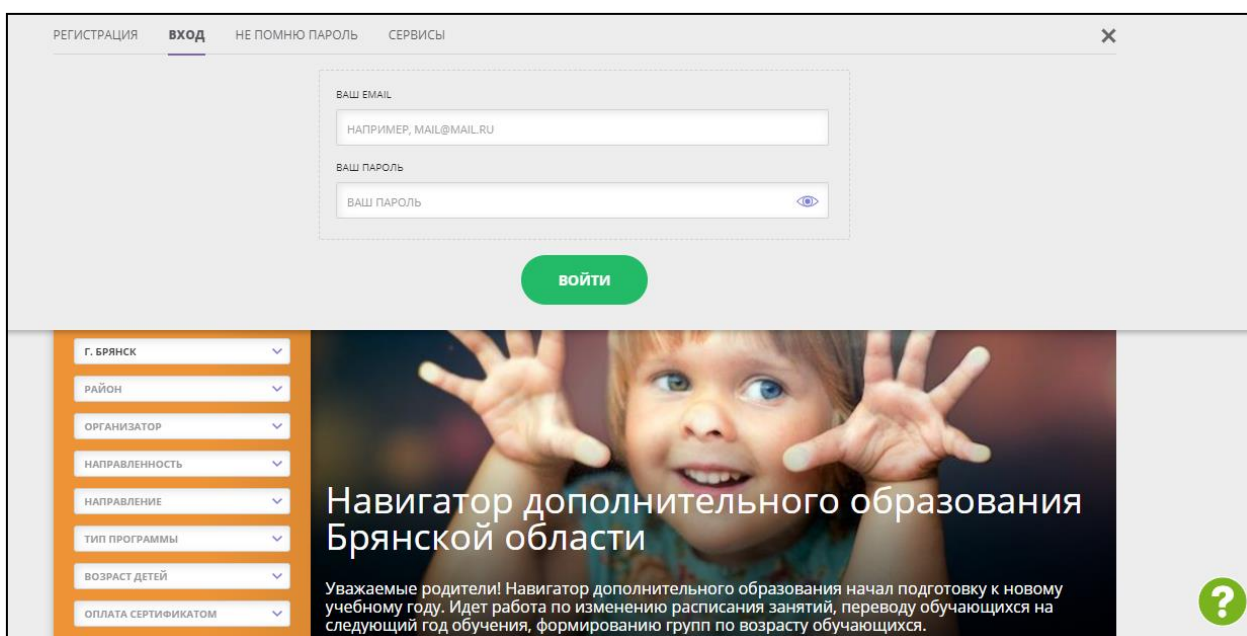 РЕГИСТРАЦИЯ ВХОД НЕ ПОМНЮ ПАРОЛЬ СЕРВИСЫ
ВАШ EMAIL
НАПРИМЕР, MAIL@MAIL.RU
ВАШ ПАРОЛЬ
ВАШ ПАРОЛЬ
ВОЙТИ
Г. БРЯНСК
РАЙОН
ОРГАНИЗАТОР
НАПРАВЛЕННОСТЬ
НАПРАВЛЕНИЕ
ТИП ПРОГРАММЫ
ВОЗРАСТ ДЕТЕЙ
ОПЛАТА СЕРТИФИКАТОМ
Навигатор дополнительного образования
Брянской области
Уважаемые родители! Навигатор дополнительного образования начал подготовку к новому
учебному году. Идет работа по изменению расписания занятий, переводу обучающихся на
следующий год обучения, формированию групп по возрасту обучающихся.
?